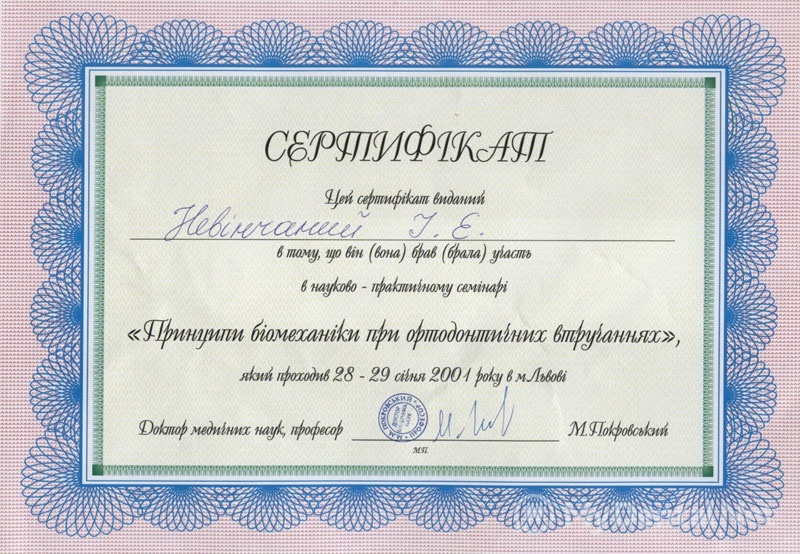 СЕРТИФІКАТ
Цей сертифікат виданий
Невінчаний І. Е.
в тому, що він (вона) брав (брала) участь
в науково - практичному семінарі
«Принципи біомеханіки при ортодонтичних втручаннях»,
який проходив 28 - 29 січня 2001 року в м.Львові
Доктор медичних наук, професор М.Покровський
МП